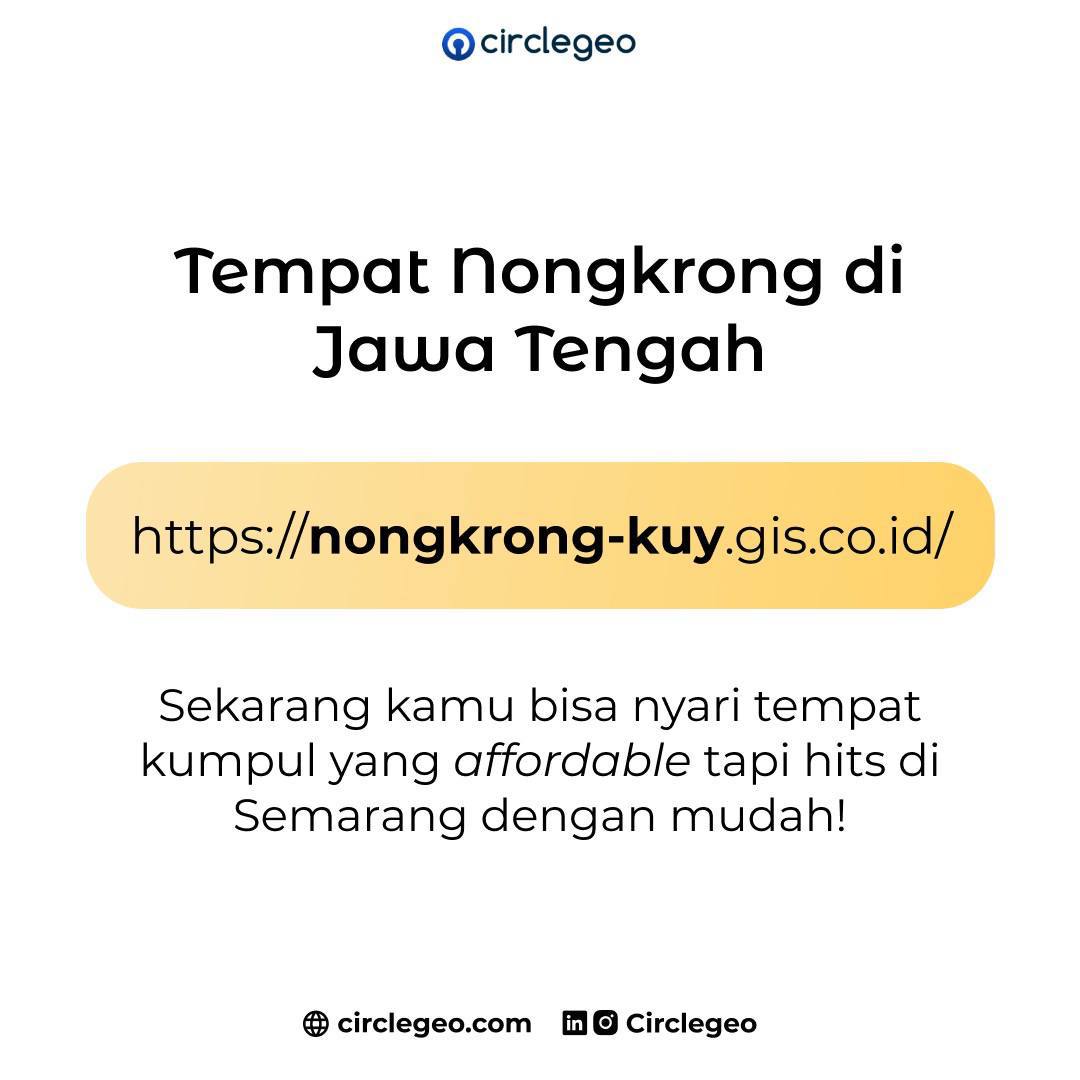 circlegeo
Tempat Nongkrong di
Jawa Tengah
https://nongkrong-kuy.gis.co.id/
Sekarang kamu bisa nyari tempat
kumpul yang affordable tapi hits di
Semarang dengan mudah!
circlegeo.com in Circlegeo